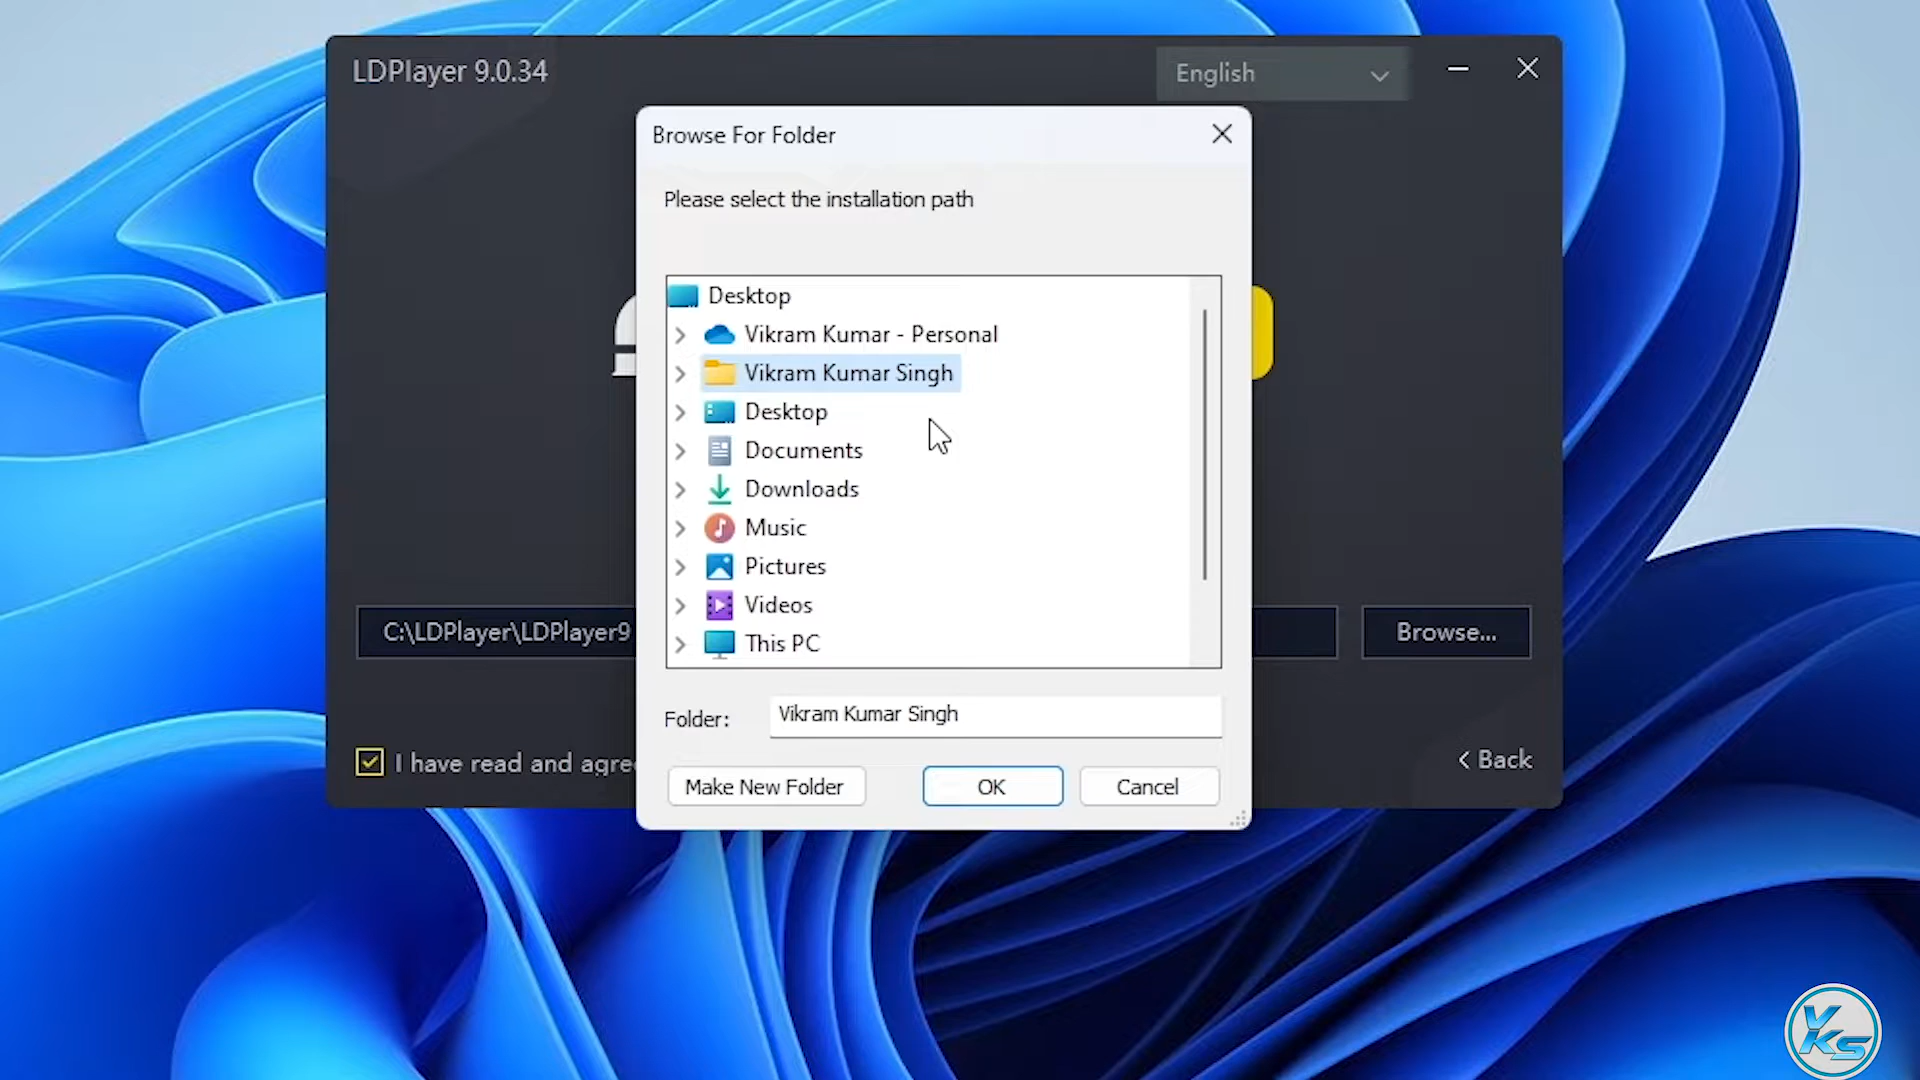 LDPlayer 9.0.34
English
Browse For Folder
Please select the installation path
Desktop
Vikram Kumar - Personal
Vikram Kumar Singh
Desktop
Documents
Downloads
Music
Pictures
Videos
This PC
C:\LDPlayer\LDPlayer9
Browse...
Folder:
Vikram Kumar Singh
I have read and agre
< Back
Make New Folder
OK
Cancel
VKS